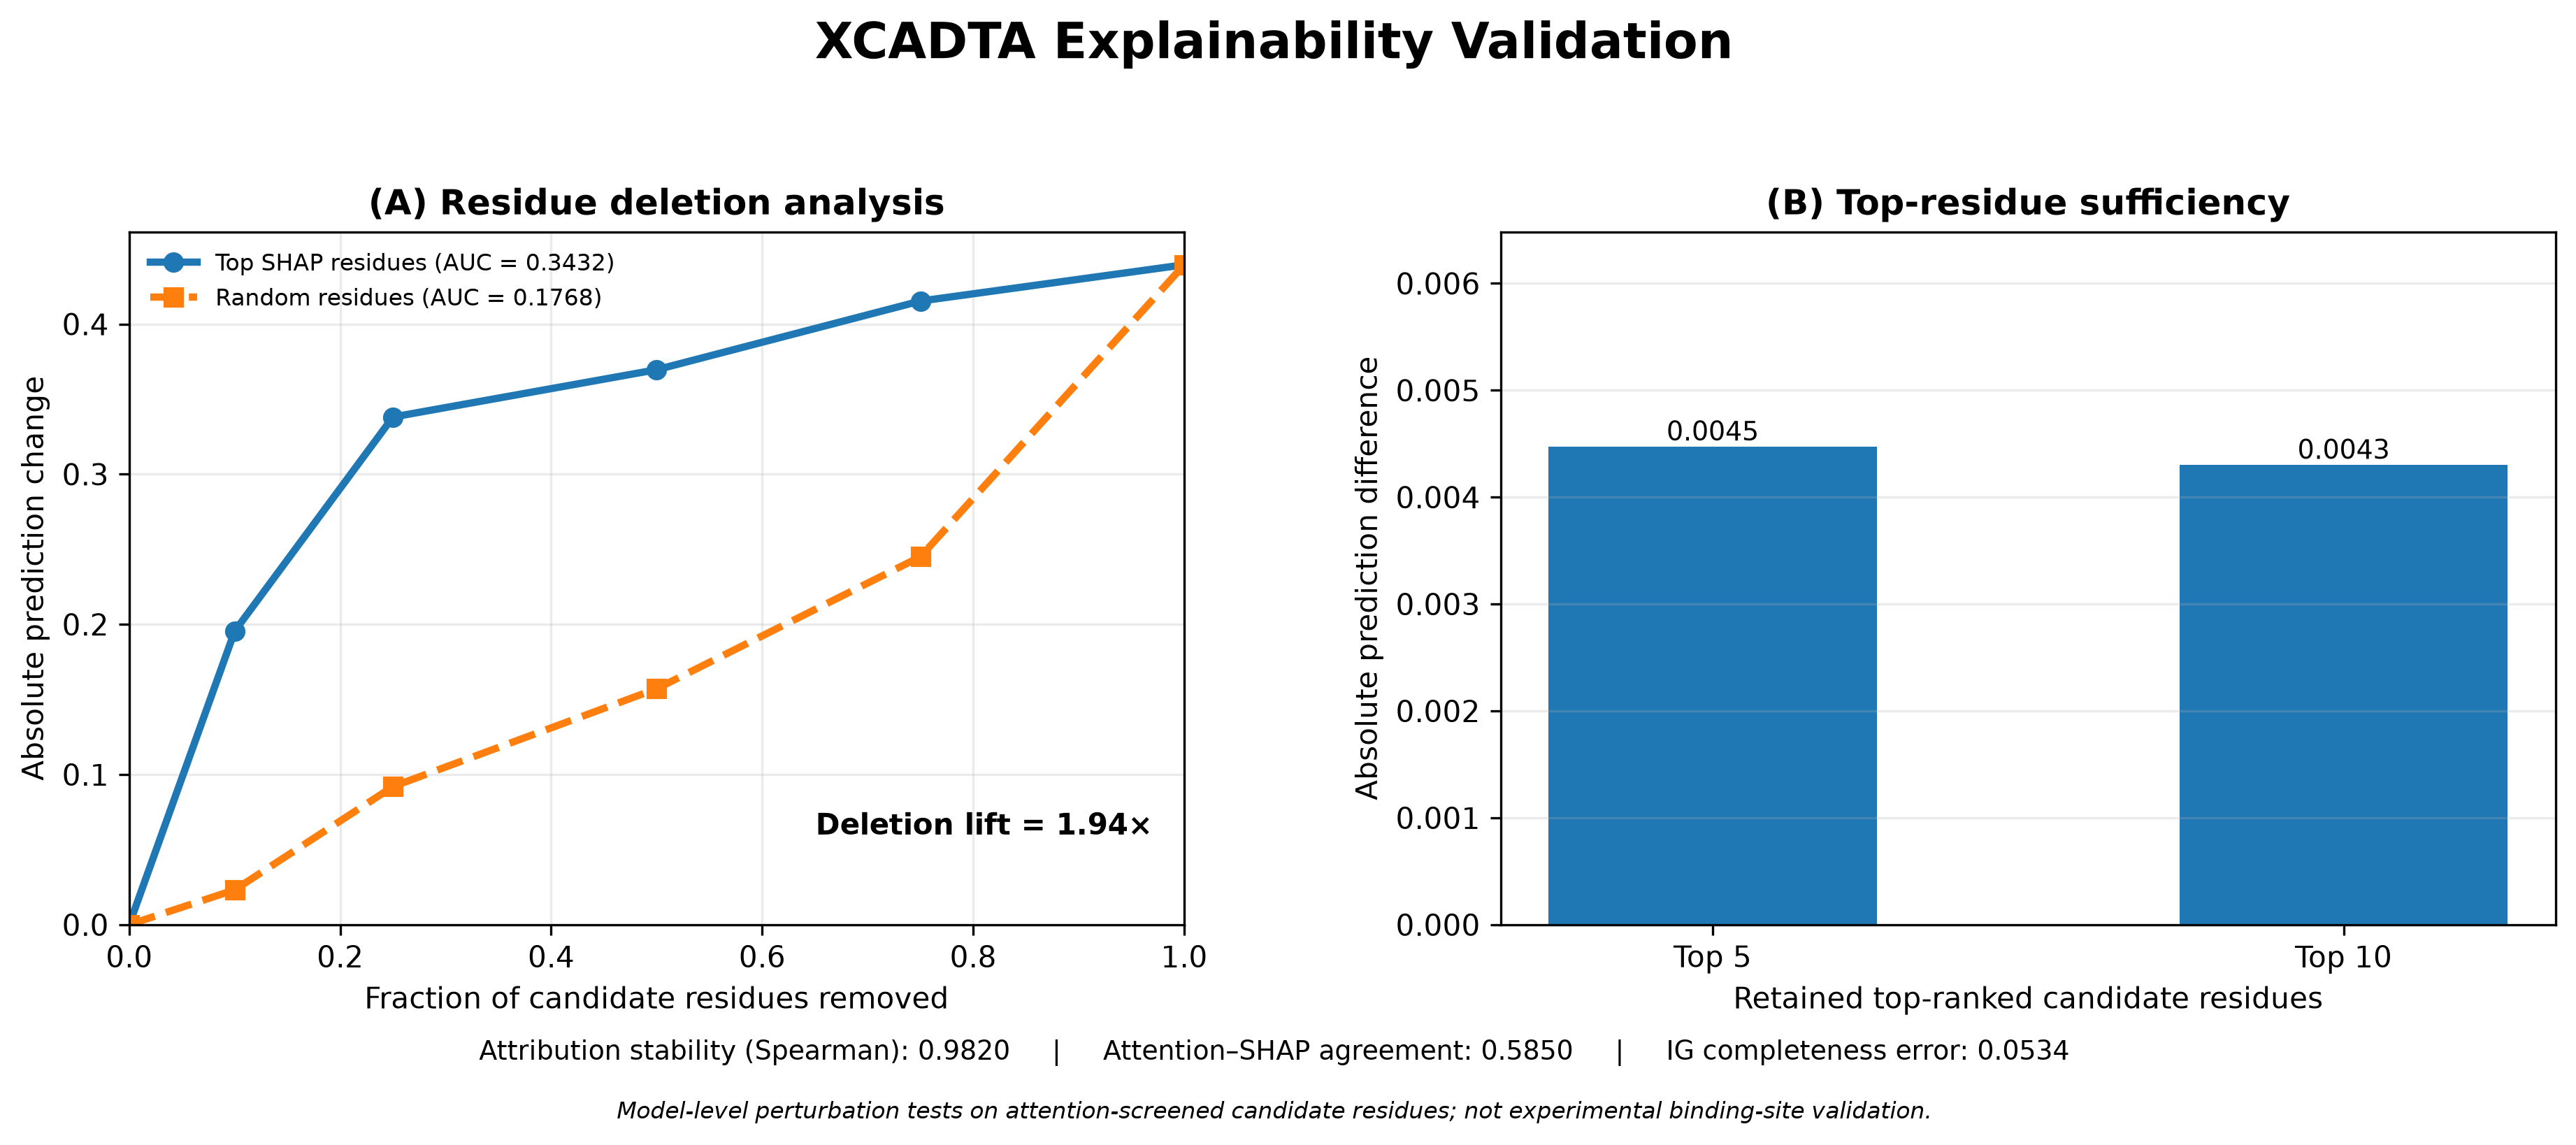 XCADTA Explainability Validation
(A) Residue deletion analysis
Top SHAP residues (AUC = 0.3432)
Random residues (AUC = 0.1768)
Absolute prediction change
0.4
0.3
0.2
0.1
0.0
Deletion lift = 1.94×
0.0 0.2 0.4 0.6 0.8 1.0
Fraction of candidate residues removed
(B) Top-residue sufficiency
Absolute prediction difference
0.006
0.005
0.004
0.003
0.002
0.001
0.000
0.0045
0.0043
Top 5 Top 10
Retained top-ranked candidate residues
Attribution stability (Spearman): 0.9820 | Attention–SHAP agreement: 0.5850 | IG completeness error: 0.0534
Model-level perturbation tests on attention-screened candidate residues; not experimental binding-site validation.